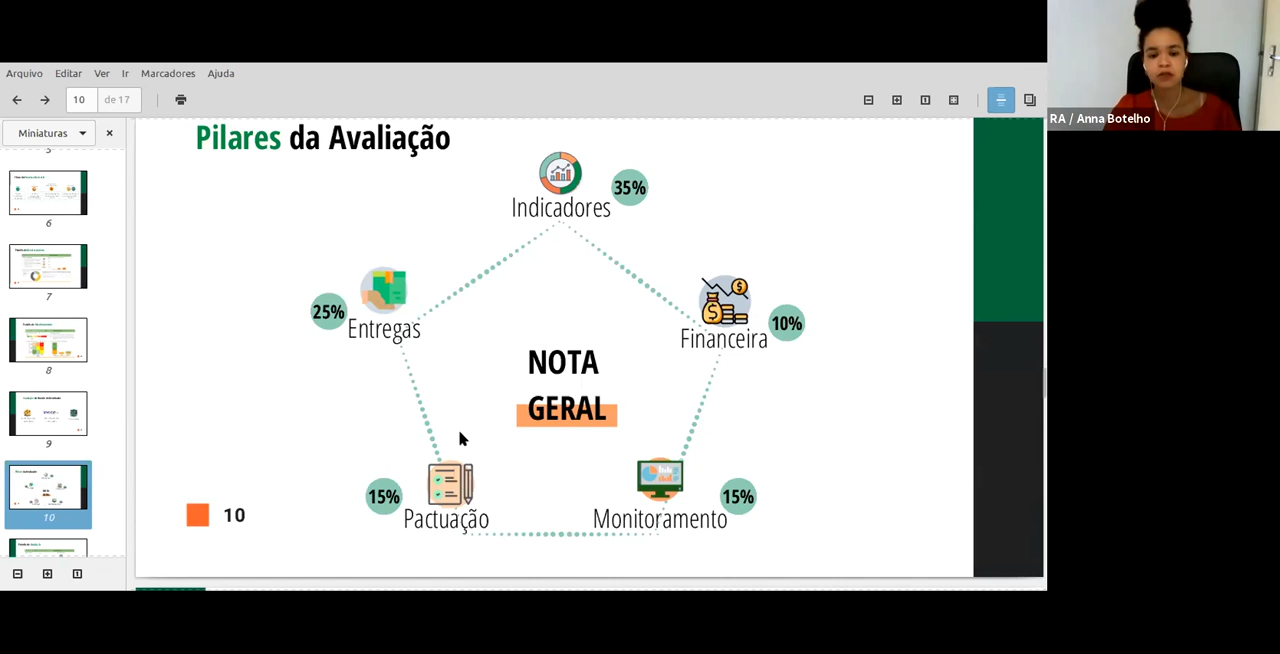 Arquivo Editar Ver Ir Marcadores Ajuda
10 de 17
Miniaturas
6
7
8
9
10
Pilares da Avaliação
35%
Indicadores
25%
Entregas
10%
Financeira
NOTA
GERAL
15%
Pactuação
15%
Monitoramento
10
RA / Anna Botelho